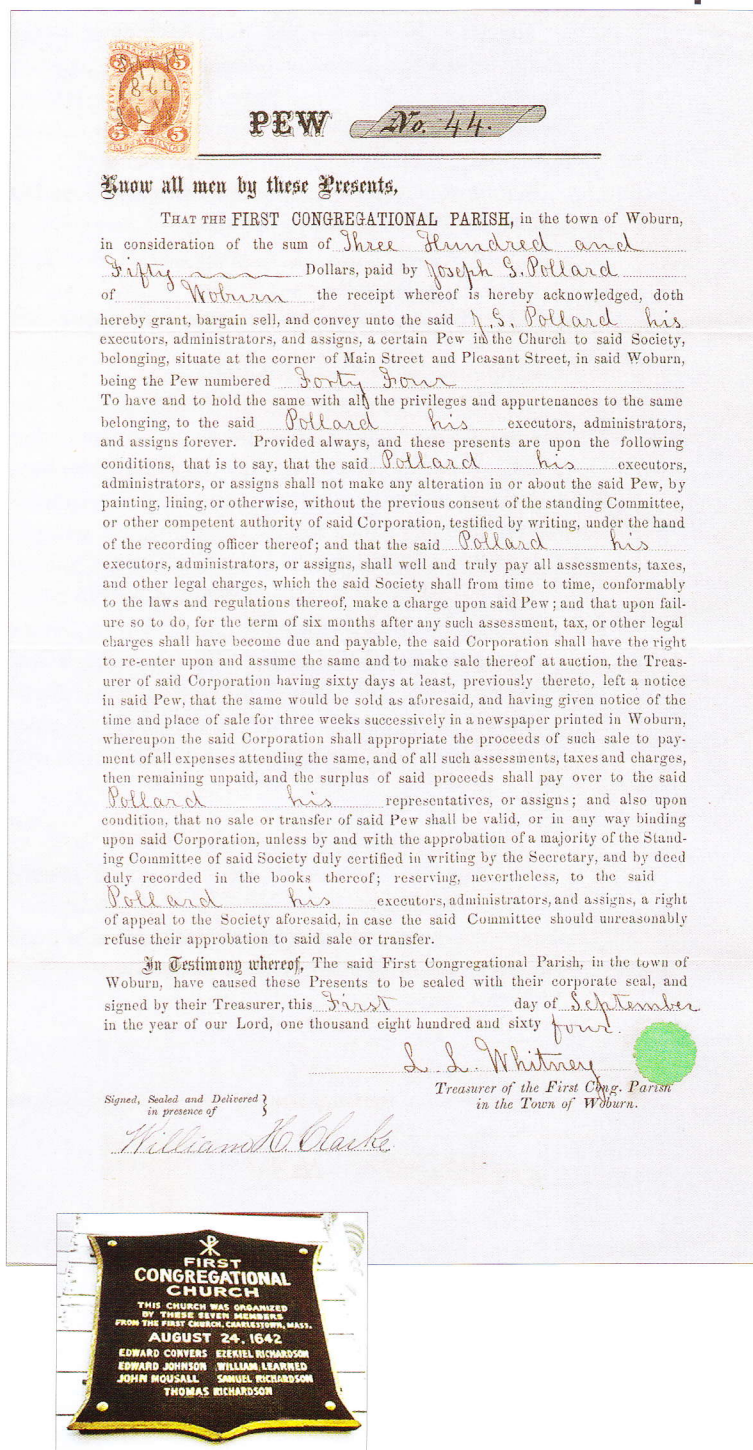 5 5
Sept 1st
1864
5 5
PEW No. 44.
Know all men by these Presents,
THAT THE FIRST CONGREGATIONAL PARISH, in the town of Woburn,
in consideration of the sum of Three Hundred and
Fifty Dollars, paid by Joseph G. Pollard
of Woburn the receipt whereof is hereby acknowledged, doth
hereby grant, bargain sell, and convey unto the said J. G. Pollard his
executors, administrators, and assigns, a certain Pew in the Church to said Society,
belonging, situate at the corner of Main Street and Pleasant Street, in said Woburn,
being the Pew numbered Forty Four
To have and to hold the same with all the privileges and appurtenances to the same
belonging, to the said Pollard his executors, administrators,
and assigns forever. Provided always, and these presents are upon the following
conditions, that is to say, that the said Pollard his executors,
administrators, or assigns shall not make any alteration in or about the said Pew, by
painting, lining, or otherwise, without the previous consent of the standing Committee,
or other competent authority of said Corporation, testified by writing, under the hand
of the recording officer thereof; and that the said Pollard his
executors, administrators, or assigns, shall well and truly pay all assessments, taxes,
and other legal charges, which the said Society shall from time to time, conformably
to the laws and regulations thereof, make a charge upon said Pew; and that upon fail-
ure so to do, for the term of six months after any such assessment, tax, or other legal
charges shall have become due and payable, the said Corporation shall have the right
to re-enter upon and assume the same and to make sale thereof at auction, the Treas-
urer of said Corporation having sixty days at least, previously thereto, left a notice
in said Pew, that the same would be sold as aforesaid, and having given notice of the
time and place of sale for three weeks successively in a newspaper printed in Woburn,
whereupon the said Corporation shall appropriate the proceeds of such sale to pay-
ment of all expenses attending the same, and of all such assessments, taxes and charges,
then remaining unpaid, and the surplus of said proceeds shall pay over to the said
Pollard his representatives, or assigns; and also upon
condition, that no sale or transfer of said Pew shall be valid, or in any way binding
upon said Corporation, unless by and with the approbation of a majority of the Stand-
ing Committee of said Society duly certified in writing by the Secretary, and by deed
duly recorded in the books thereof; reserving, nevertheless, to the said
Pollard his executors, administrators, and assigns, a right
of appeal to the Society aforesaid, in case the said Committee should unreasonably
refuse their approbation to said sale or transfer.
In Testimony whereof, The said First Congregational Parish, in the town of
Woburn, have caused these Presents to be sealed with their corporate seal, and
signed by their Treasurer, this First day of September
in the year of our Lord, one thousand eight hundred and sixty four.
L. L. Whitney
Treasurer of the First Cong. Parish
in the Town of Woburn.
Signed, Sealed and Delivered
in presence of
William H. Clarke
FIRST
CONGREGATIONAL
CHURCH
THIS CHURCH WAS ORGANIZED
BY THESE SEVEN MEMBERS
FROM THE FIRST CHURCH, CHARLESTOWN, MASS.
AUGUST 24, 1642
EDWARD CONVERS EZEKIEL RICHARDSON
EDWARD JOHNSON WILLIAM LEARNED
JOHN MOUSALL SAMUEL RICHARDSON
THOMAS RICHARDSON